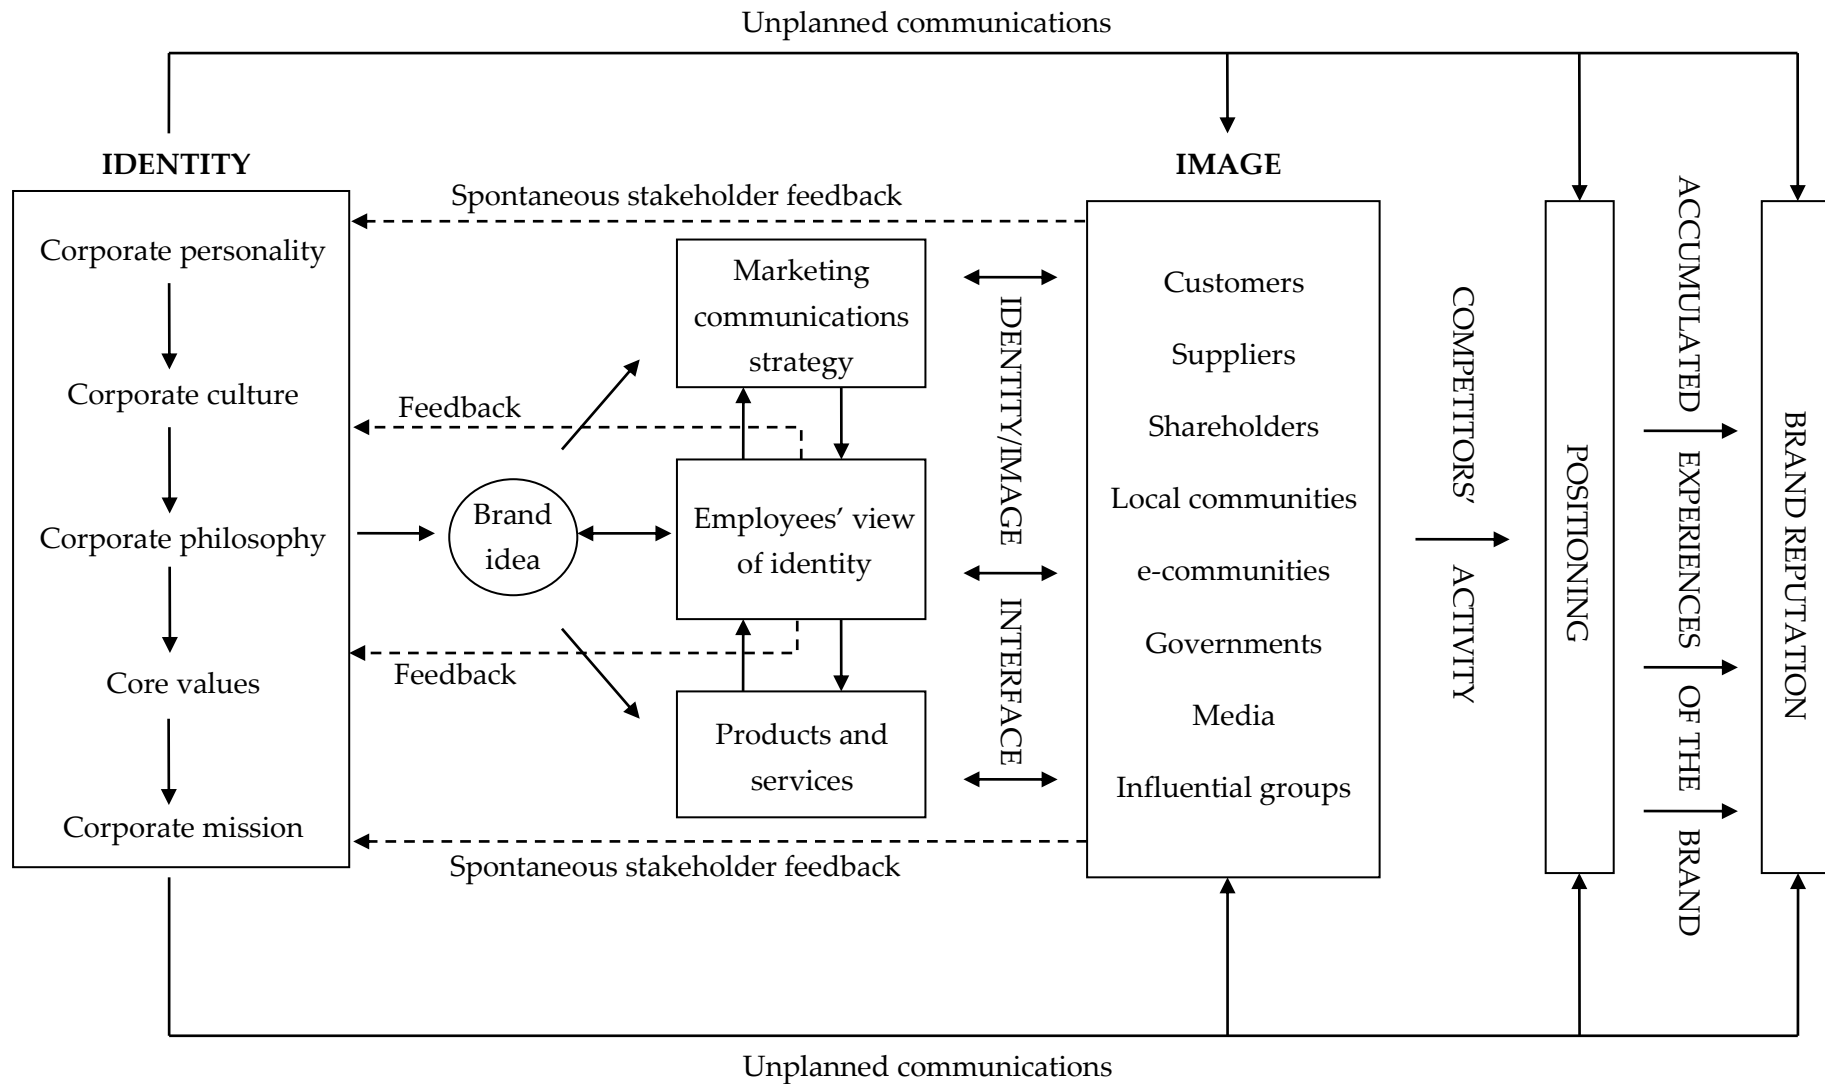 Unplanned communications
IDENTITY
IMAGE
Spontaneous stakeholder feedback
Corporate personality
Corporate culture
Corporate philosophy
Core values
Corporate mission
Feedback
Brand
idea
Feedback
Marketing
communications
strategy
Employees’ view
of identity
Products and
services
Spontaneous stakeholder feedback
IDENTITY/IMAGE
INTERFACE
Customers
Suppliers
Shareholders
Local communities
e-communities
Governments
Media
Influential groups
COMPETITORS’
ACTIVITY
POSITIONING
ACCUMULATED
EXPERIENCES
OF THE
BRAND
BRAND REPUTATION
Unplanned communications